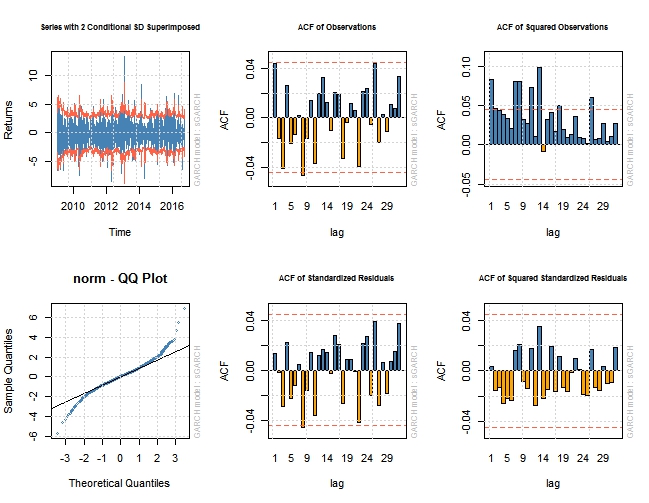 Series with 2 Conditional SD Superimposed
Returns
10
5
0
-5
2010 2012 2014 2016
Time
GARCH model : sGARCH
ACF of Observations
ACF
0.04
0.00
-0.04
1 5 9 14 19 24 29
lag
GARCH model : sGARCH
ACF of Squared Observations
ACF
0.10
0.05
0.00
-0.05
1 5 9 14 19 24 29
lag
GARCH model : sGARCH
norm - QQ Plot
Sample Quantiles
6
4
2
0
-2
-4
-6
-3 -2 -1 0 1 2 3
Theoretical Quantiles
GARCH model : sGARCH
ACF of Standardized Residuals
ACF
0.04
0.00
-0.04
1 5 9 14 19 24 29
lag
GARCH model : sGARCH
ACF of Squared Standardized Residuals
ACF
0.04
0.00
-0.04
1 5 9 14 19 24 29
lag
GARCH model : sGARCH